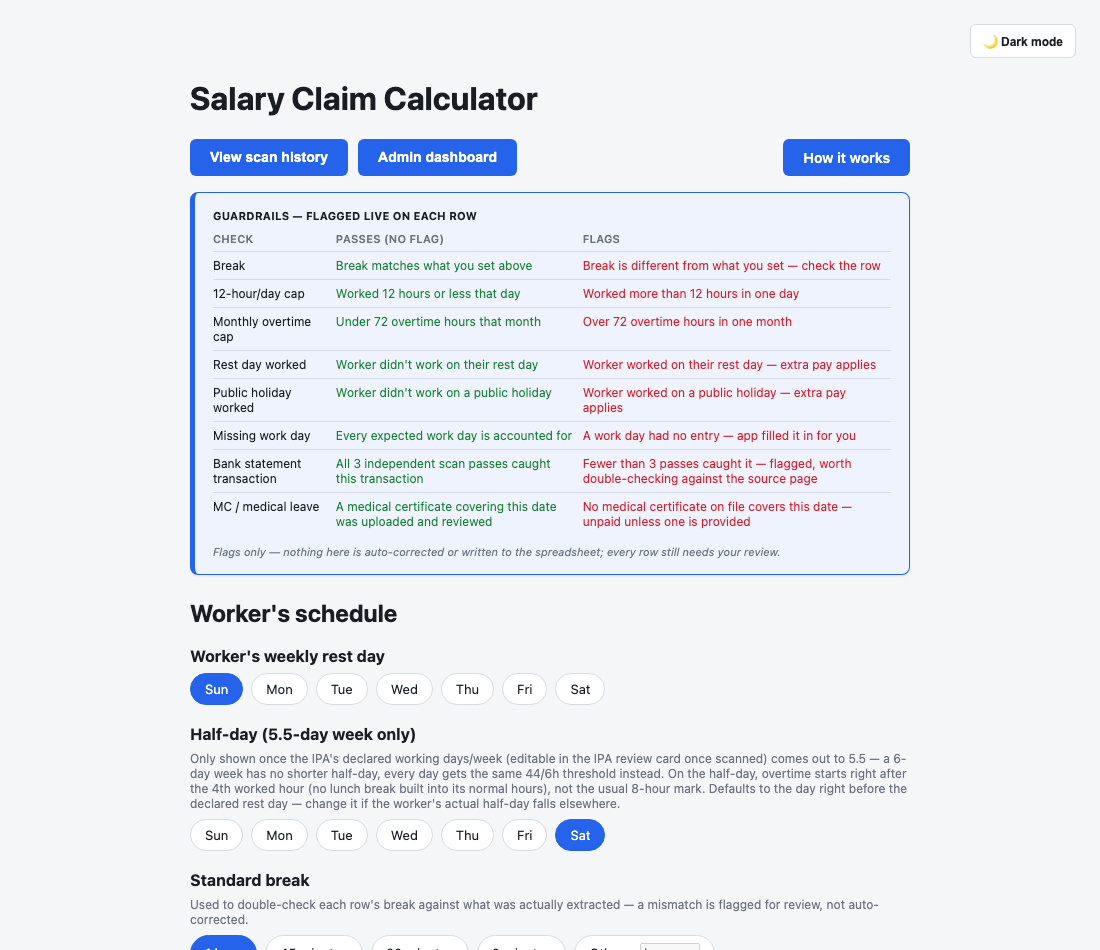 🌙 Dark mode
Salary Claim Calculator
View scan history
Admin dashboard
How it works
GUARDRAILS — FLAGGED LIVE ON EACH ROW
CHECK PASSES (NO FLAG) FLAGS
Break Break matches what you set above Break is different from what you set — check the row
12-hour/day cap Worked 12 hours or less that day Worked more than 12 hours in one day
Monthly overtime Under 72 overtime hours that month Over 72 overtime hours in one month
cap
Rest day worked Worker didn't work on their rest day Worker worked on their rest day — extra pay applies
Public holiday Worker didn't work on a public holiday Worker worked on a public holiday — extra pay
worked applies
Missing work day Every expected work day is accounted for A work day had no entry — app filled it in for you
Bank statement All 3 independent scan passes caught Fewer than 3 passes caught it — flagged, worth
transaction this transaction double-checking against the source page
MC / medical leave A medical certificate covering this date No medical certificate on file covers this date —
was uploaded and reviewed unpaid unless one is provided
Flags only — nothing here is auto-corrected or written to the spreadsheet; every row still needs your review.
Worker's schedule
Worker's weekly rest day
Sun Mon Tue Wed Thu Fri Sat
Half-day (5.5-day week only)
Only shown once the IPA's declared working days/week (editable in the IPA review card once scanned) comes out to 5.5 — a 6-
day week has no shorter half-day, every day gets the same 44/6h threshold instead. On the half-day, overtime starts right after
the 4th worked hour (no lunch break built into its normal hours), not the usual 8-hour mark. Defaults to the day right before the
declared rest day — change it if the worker's actual half-day falls elsewhere.
Sun Mon Tue Wed Thu Fri Sat
Standard break
Used to double-check each row's break against what was actually extracted — a mismatch is flagged for review, not auto-
corrected.